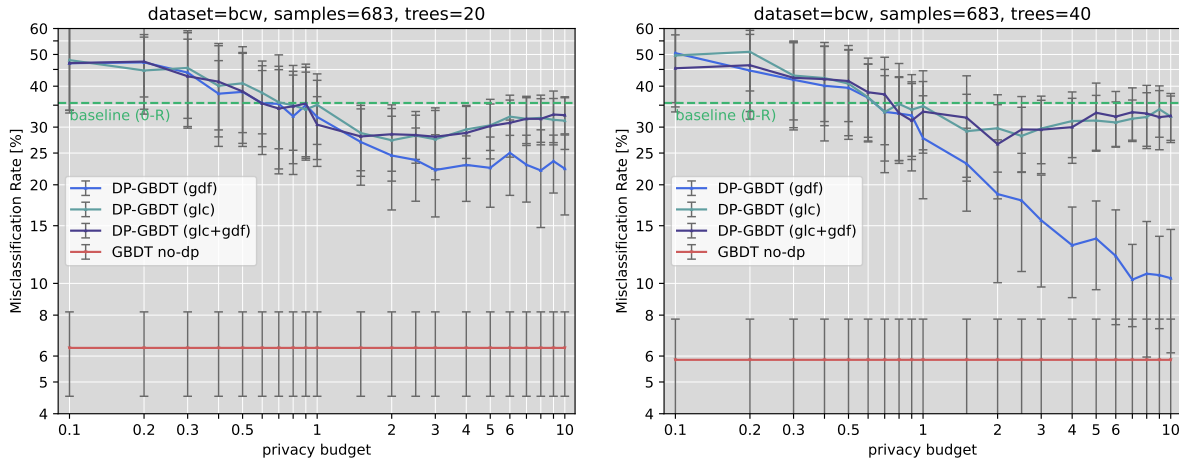 dataset=bcw, samples=683, trees=20
60
50
40
30
25
20
15
10
8
6
5
4
Misclassification Rate [%]
baseline (0-R)
DP-GBDT (gdf)
DP-GBDT (glc)
DP-GBDT (glc+gdf)
GBDT no-dp
0.1 0.2 0.3 0.5 1 2 3 4 5 6 10
privacy budget
dataset=bcw, samples=683, trees=40
60
50
40
30
25
20
15
10
8
6
5
4
Misclassification Rate [%]
baseline (0-R)
DP-GBDT (gdf)
DP-GBDT (glc)
DP-GBDT (glc+gdf)
GBDT no-dp
0.1 0.2 0.3 0.5 1 2 3 4 5 6 10
privacy budget